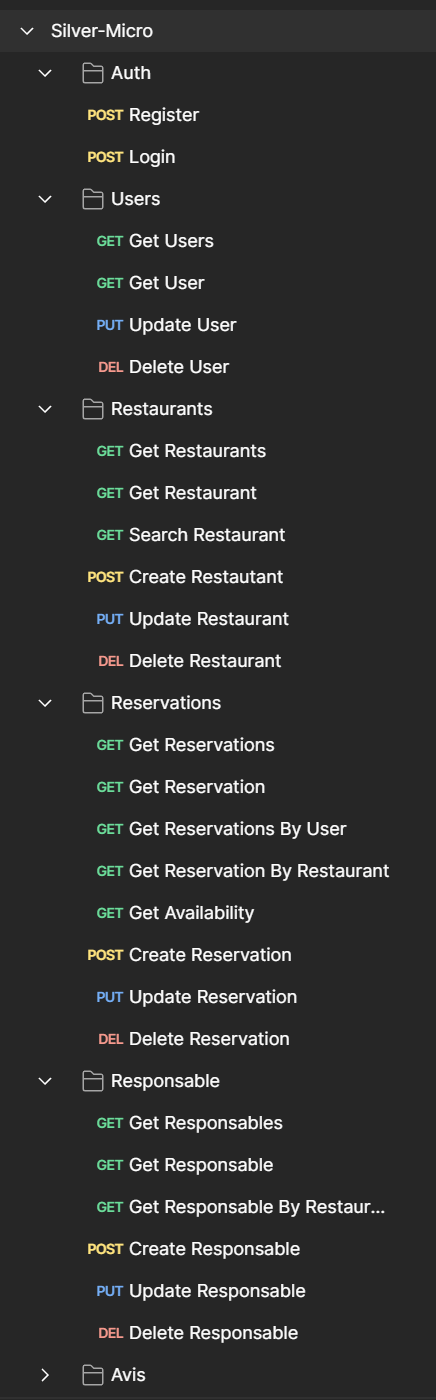 Silver-Micro
Auth
POST Register
POST Login
Users
GET Get Users
GET Get User
PUT Update User
DEL Delete User
Restaurants
GET Get Restaurants
GET Get Restaurant
GET Search Restaurant
POST Create Restautant
PUT Update Restaurant
DEL Delete Restaurant
Reservations
GET Get Reservations
GET Get Reservation
GET Get Reservations By User
GET Get Reservation By Restaurant
GET Get Availability
POST Create Reservation
PUT Update Reservation
DEL Delete Reservation
Responsable
GET Get Responsables
GET Get Responsable
GET Get Responsable By Restaur...
POST Create Responsable
PUT Update Responsable
DEL Delete Responsable
Avis